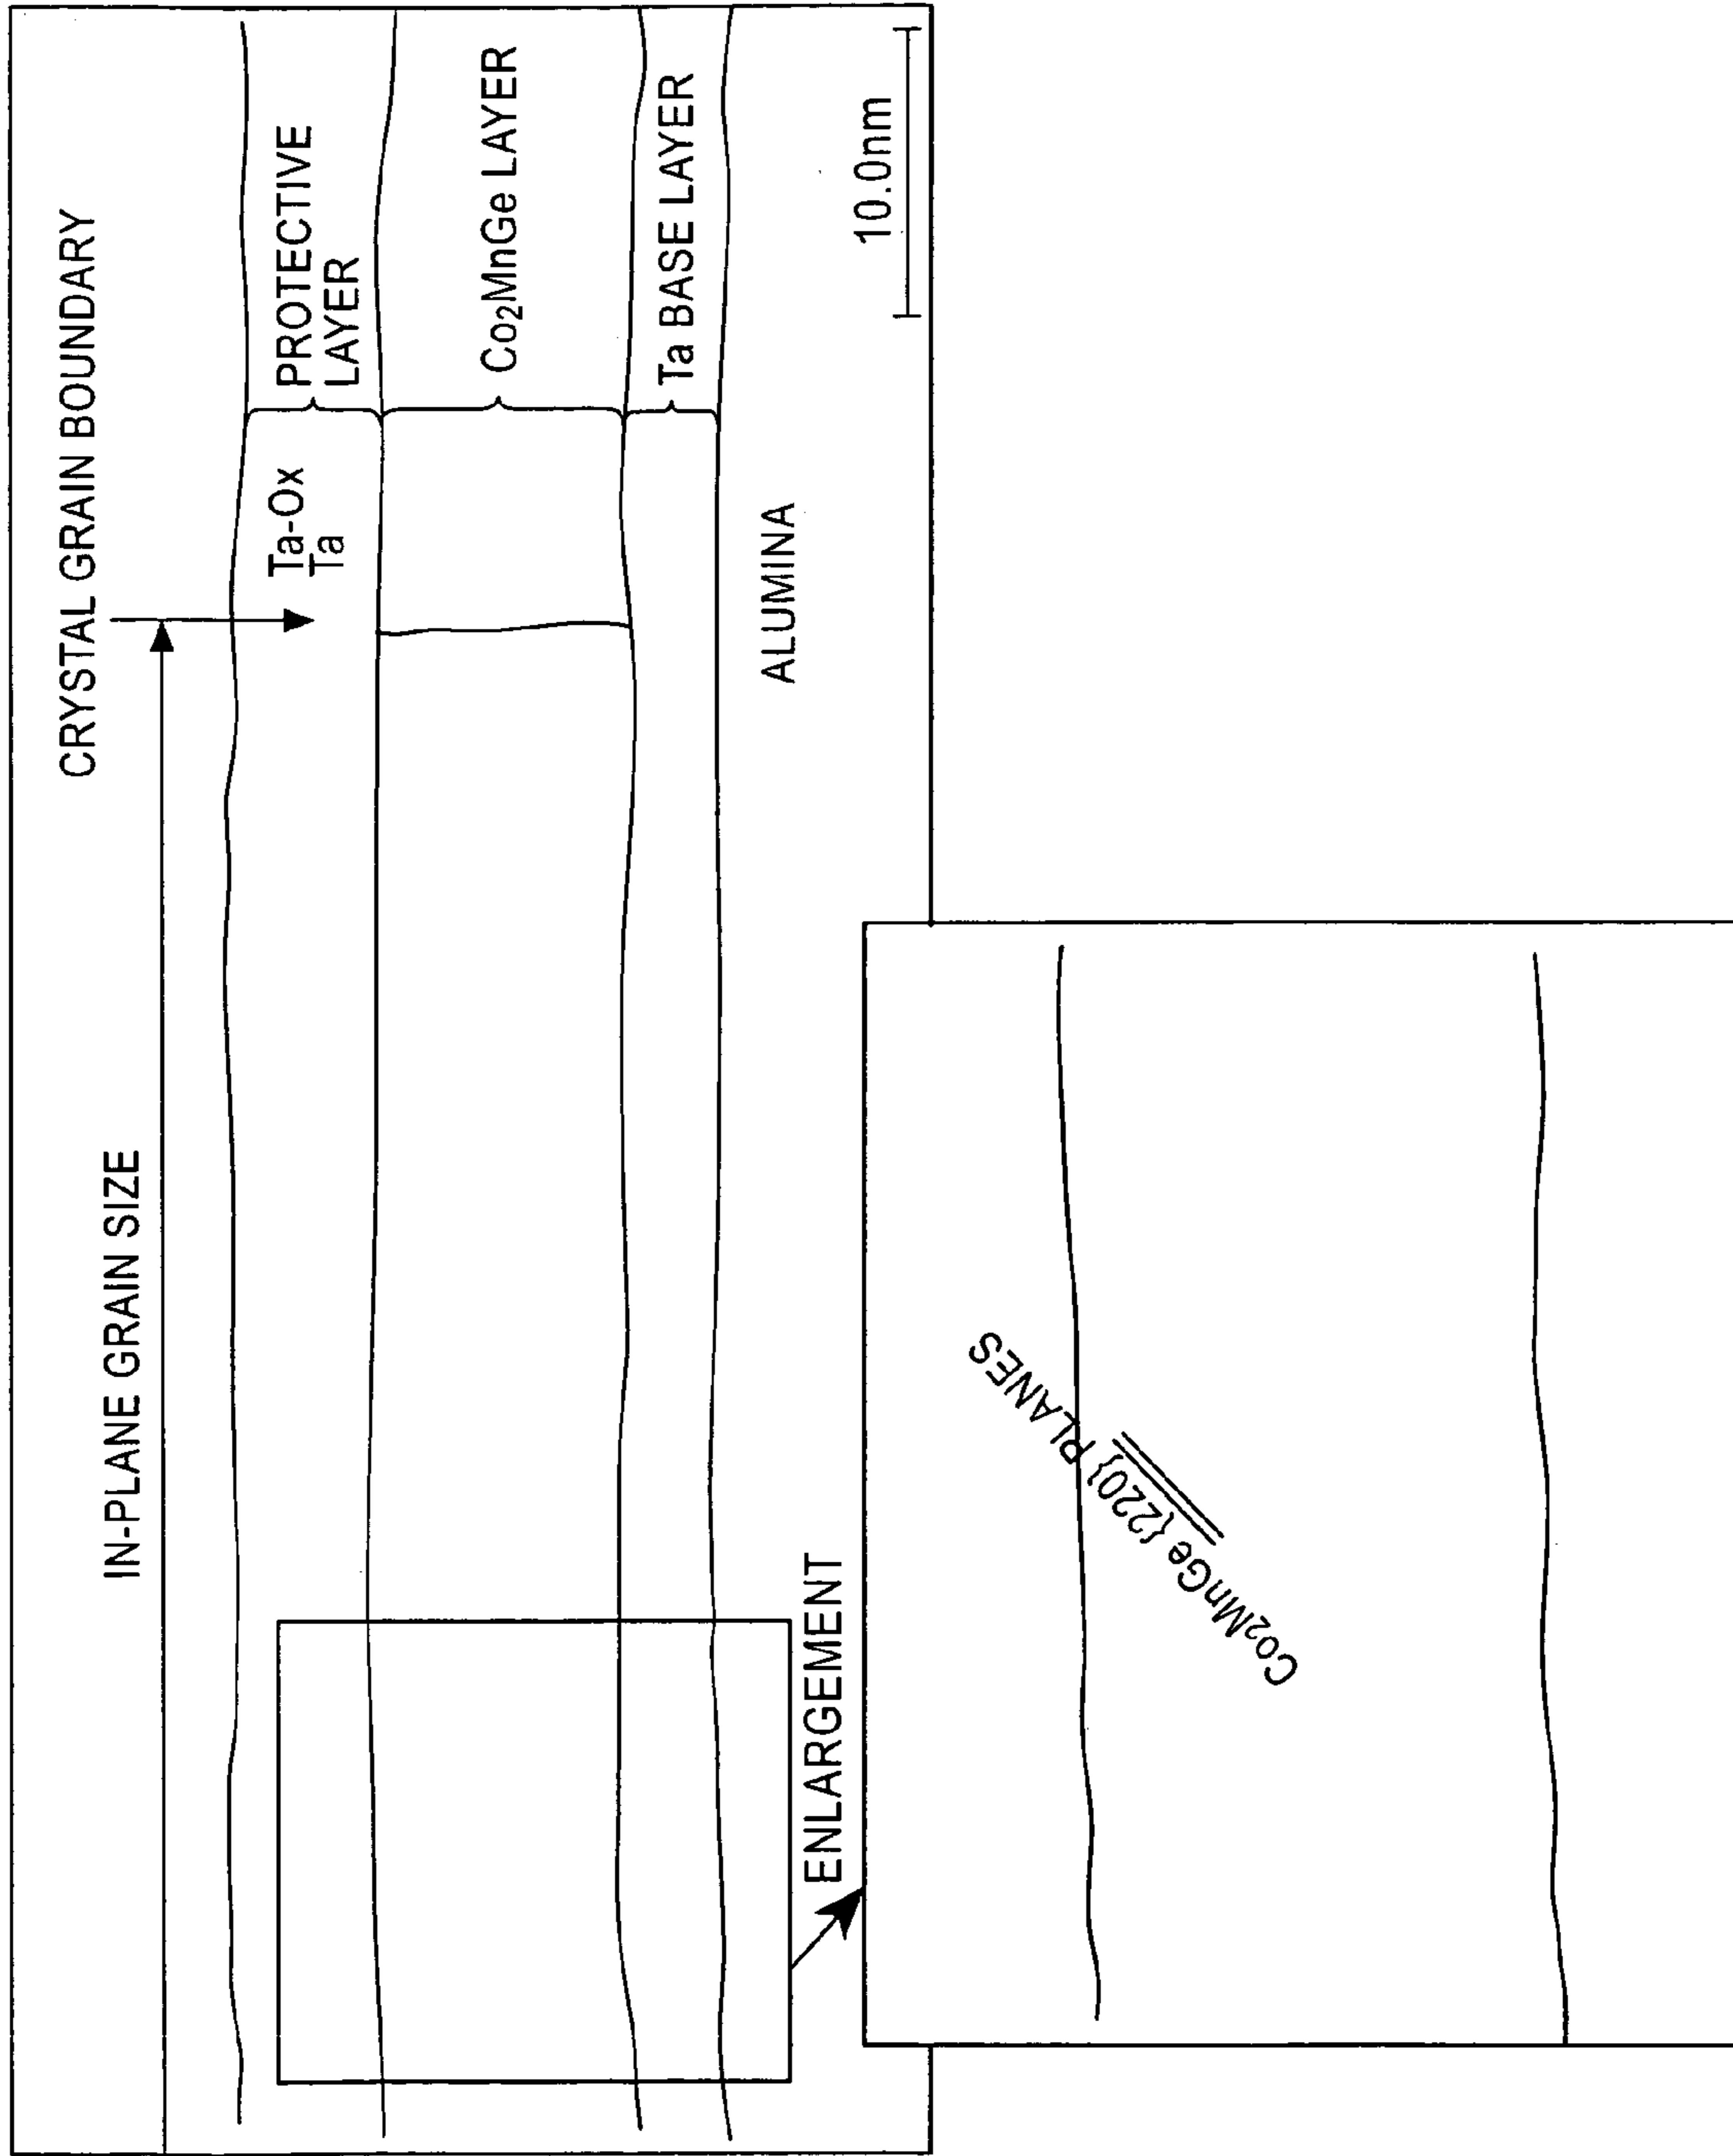 IN-PLANE GRAIN SIZE
CRYSTAL GRAIN BOUNDARY
Ta-Ox
Ta
PROTECTIVE
LAYER
Co₂MnGe LAYER
Ta BASE LAYER
ALUMINA
10.0nm
ENLARGEMENT
Co₂MnGe {220} PLANES